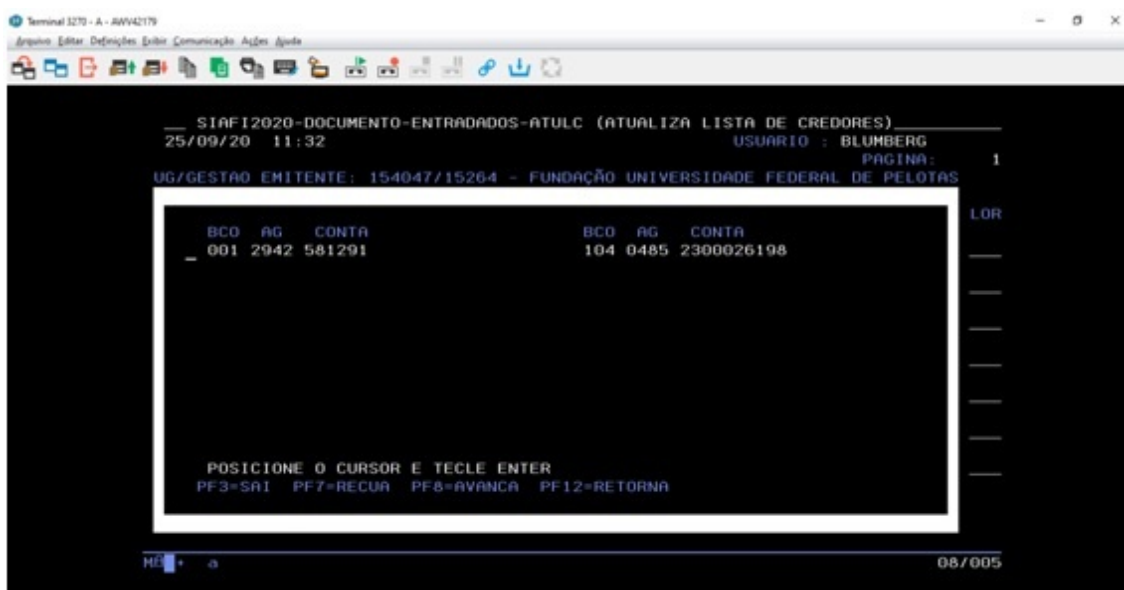 Terminal 3270 - A - AWV42179
Arquivo Editar Definições Exibir Comunicação Acções Ajuda
__ SIAFI2020-DOCUMENTO-ENTRADADOS-ATULC (ATUALIZA LISTA DE CREDORES)
25/09/20 11:32 USUARIO : BLUMBERG
PAGINA: 1
UG/GESTAO EMITENTE: 154047/15264 - FUNDAÇÃO UNIVERSIDADE FEDERAL DE PELOTAS
LOR
BCO AG CONTA BCO AG CONTA
_ 001 2942 581291 104 0485 2300026198
POSICIONE O CURSOR E TECLE ENTER
PF3=SAI PF7=RECUA PF8=AVANCA PF12=RETORNA
+ a 08/005